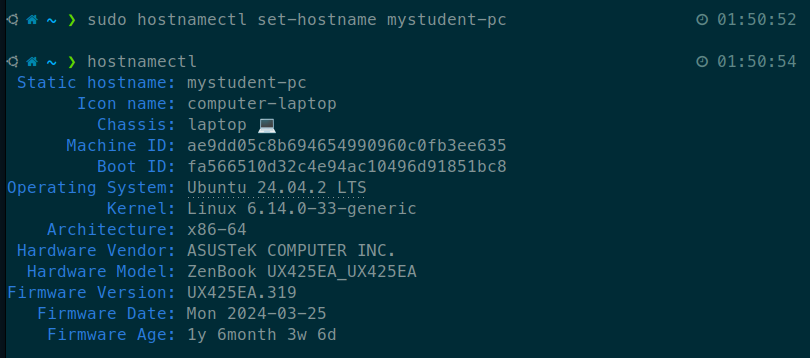 ~ ❯ sudo hostnamectl set-hostname mystudent-pc 01:50:52
~ ❯ hostnamectl 01:50:54
Static hostname: mystudent-pc
Icon name: computer-laptop
Chassis: laptop 💻
Machine ID: ae9dd05c8b694654990960c0fb3ee635
Boot ID: fa566510d32c4e94ac10496d91851bc8
Operating System: Ubuntu 24.04.2 LTS
Kernel: Linux 6.14.0-33-generic
Architecture: x86-64
Hardware Vendor: ASUSTeK COMPUTER INC.
Hardware Model: ZenBook UX425EA_UX425EA
Firmware Version: UX425EA.319
Firmware Date: Mon 2024-03-25
Firmware Age: 1y 6month 3w 6d